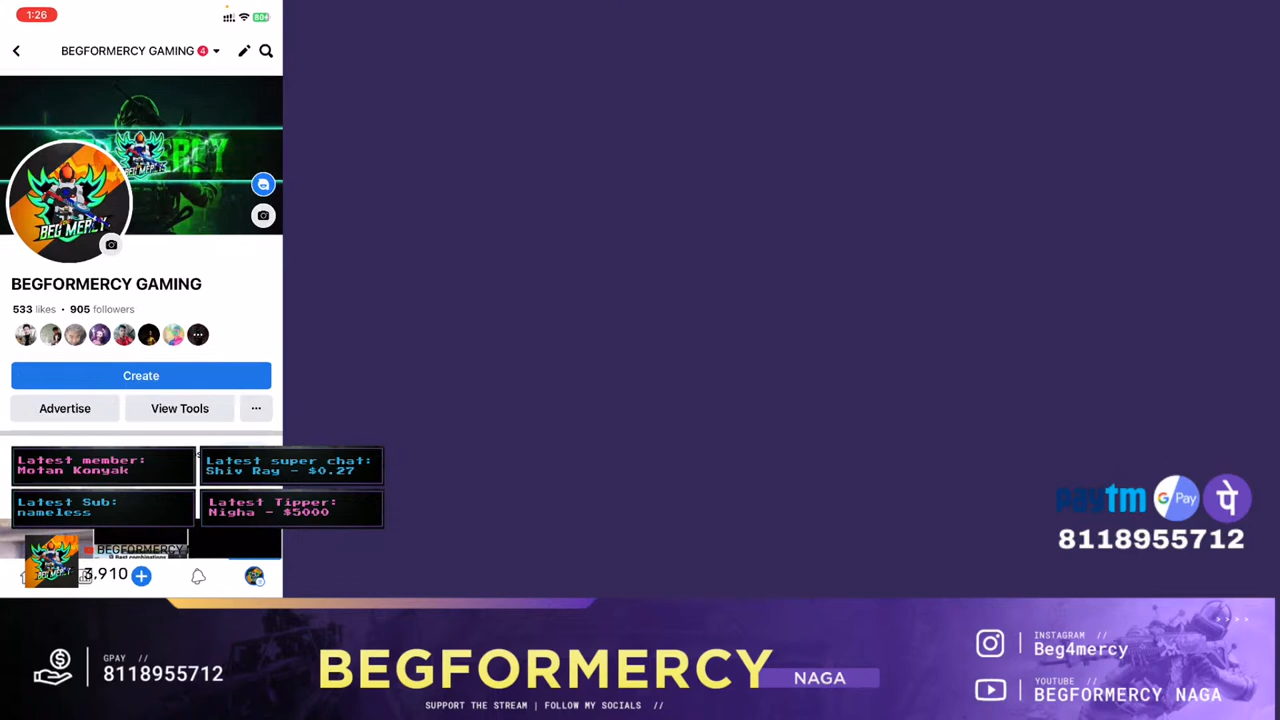 1:26
80+
BEGFORMERCY GAMING 4
BEG MERCY
BEGFORMERCY GAMING
533 likes • 905 followers
Create
Advertise
View Tools
Latest member:
Motan Konyak
Latest super chat:
Shiv Ray - $0.27
Latest Sub:
nameless
Latest Tipper:
Nigha - $5000
BEGFORMERCY
3,910
paytm
G Pay
पे
8118955712
GPAY //
8118955712
BEGFORMERCY
NAGA
SUPPORT THE STREAM | FOLLOW MY SOCIALS //
> > > >
INSTAGRAM //
Beg4mercy
YOUTUBE //
BEGFORMERCY NAGA